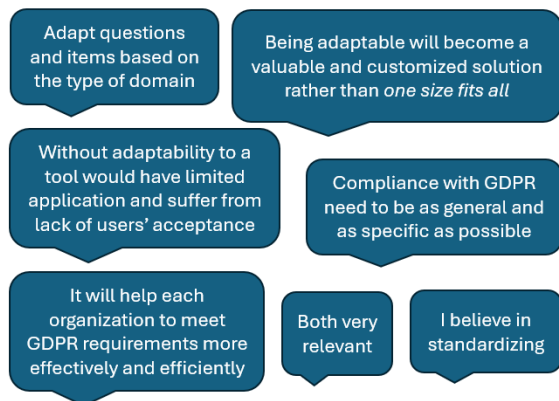 Adapt questions
and items based on
the type of domain
Being adaptable will become a
valuable and customized solution
rather than one size fits all
Without adaptability to a
tool would have limited
application and suffer from
lack of users’ acceptance
Compliance with GDPR
need to be as general and
as specific as possible
It will help each
organization to meet
GDPR requirements more
effectively and efficiently
Both very
relevant
I believe in
standardizing